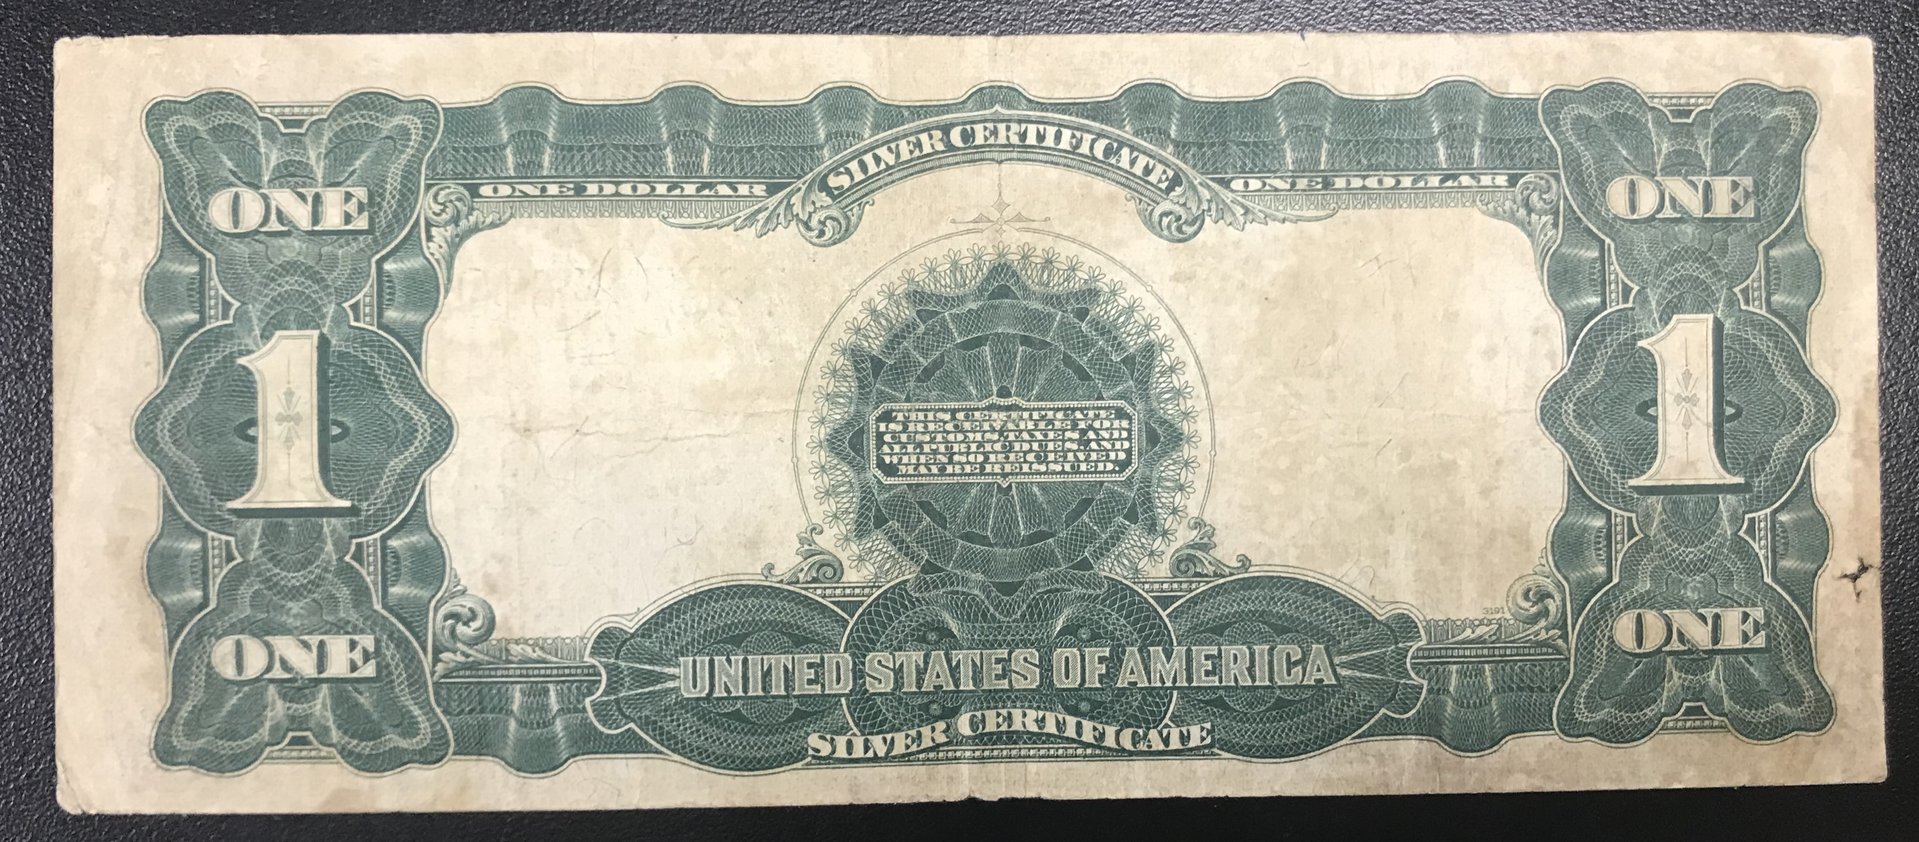 SILVER CERTIFICATE
ONE DOLLAR
ONE DOLLAR
ONE
ONE
1
1
THIS CERTIFICATE
IS RECEIVABLE FOR
CUSTOMS, TAXES AND
ALL PUBLIC DUES, AND
WHEN SO RECEIVED
MAY BE REISSUED.
3191
ONE
ONE
UNITED STATES OF AMERICA
SILVER CERTIFICATE